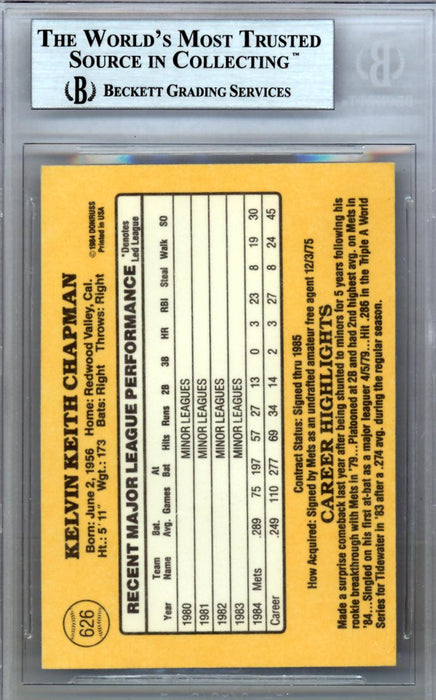 THE WORLD'S MOST TRUSTED
SOURCE IN COLLECTING™
B BECKETT GRADING SERVICES
626
KELVIN KEITH CHAPMAN
©1984 DONRUSS
Printed in USA
Born: June 2, 1956 Home: Redwood Valley, Cal.
Ht.: 5' 11" Wgt.: 173 Bats: Right Throws: Right
RECENT MAJOR LEAGUE PERFORMANCE
*Denotes
Led League
Year Team Name Bat. Avg. Games At Bat Hits Runs 2B 3B HR RBI Steal Walk SO
1980 MINOR LEAGUES
1981 MINOR LEAGUES
1982 MINOR LEAGUES
1983 MINOR LEAGUES
1984 Mets .289 75 197 57 27 13 0 3 23 8 19 30
Career .249 110 277 69 34 14 2 3 27 8 24 45
Contract Status: Signed thru 1985
How Acquired: Signed by Mets as an undrafted amateur free agent 12/3/75
CAREER HIGHLIGHTS
Made a surprise comeback last year after being shunted to minors for 5 years following his
rookie breakthrough with Mets in '79...Platooned at 2B and had 2nd highest avg. on Mets in
'84...Singled on his first at-bat as a major leaguer 4/5/79...Hit .286 in the Triple A World
Series for Tidewater in '83 after a .274 avg. during the regular season.